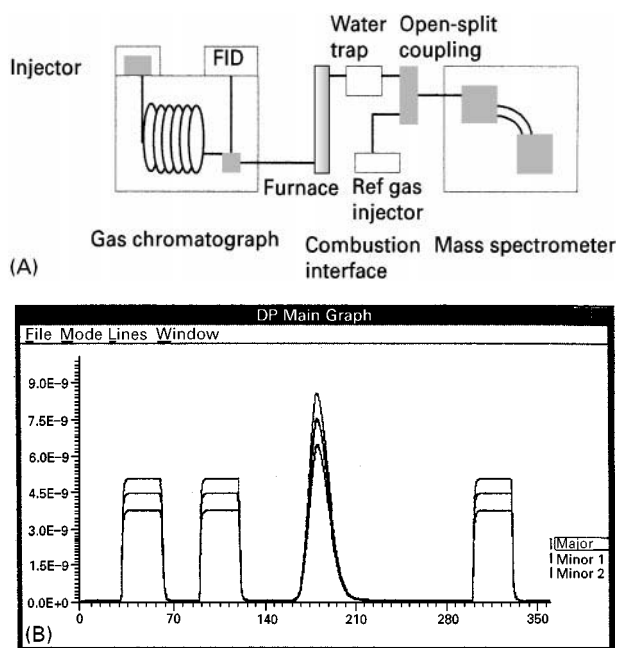 Water
trap
Open-split
coupling
Injector
FID
Furnace
Ref gas
injector
Gas chromatograph
Combustion
interface
Mass spectrometer
(A)
DP Main Graph
File Mode Lines Window
9.0E-9
7.5E-9
6.0E-9
4.5E-9
3.0E-9
1.5E-9
0.0E+0
Major
Minor 1
Minor 2
0 70 140 210 280 350
(B)